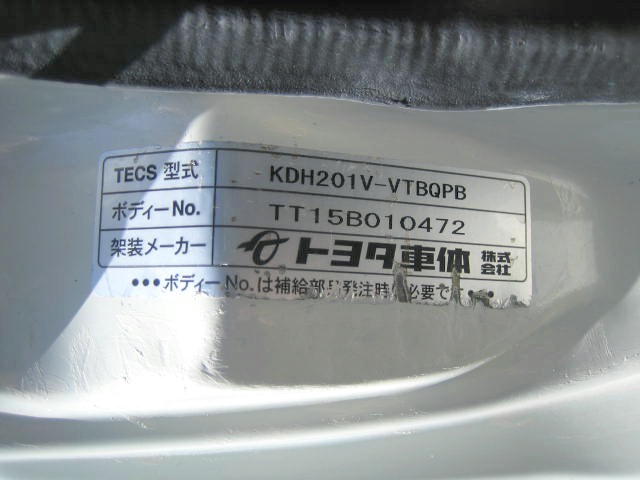 TECS 型式 KDH201V-VTBQPB
ボディーNo. TT15B010472
架装メーカー トヨタ車体 株式会社
•••ボディーNo.は補給部品発注時に必要です•••